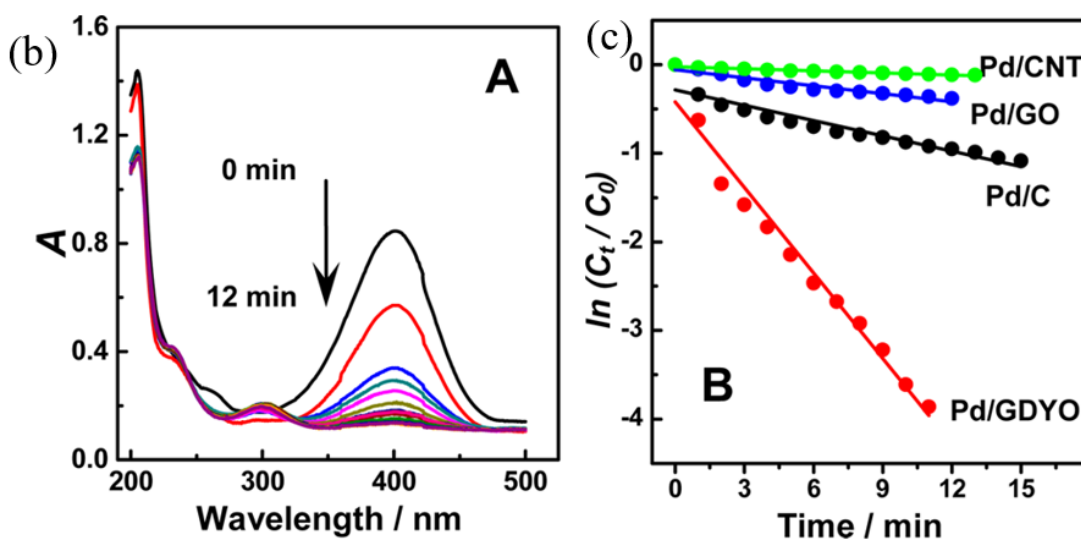 (b)
A
1.6
1.2
0.8
0.4
0.0
A
0 min
12 min
200
300
400
500
Wavelength / nm
(c)
0
-1
-2
-3
-4
ln (Ct / C0)
Pd/CNT
Pd/GO
Pd/C
Pd/GDYO
B
0
3
6
9
12
15
Time / min